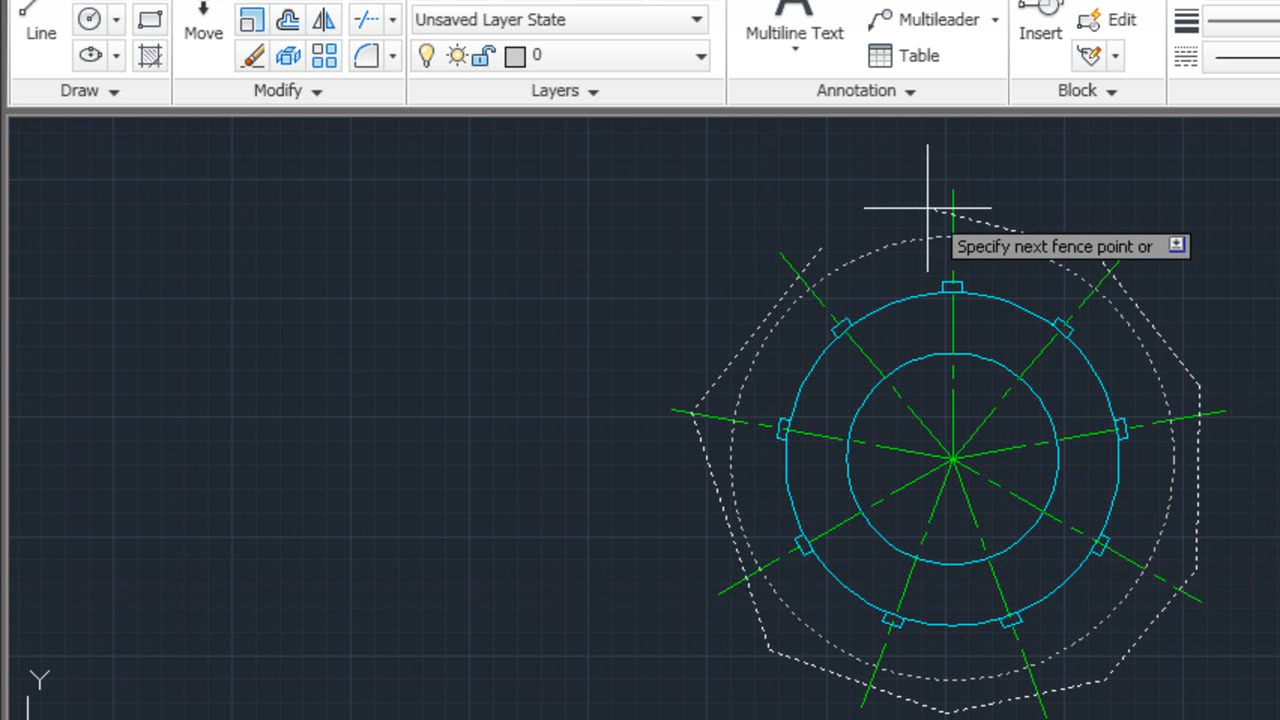 Line
Move
Unsaved Layer State
0
Multiline Text
Multileader
Table
Insert
Edit
Draw
Modify
Layers
Annotation
Block
Specify next fence point or
Y